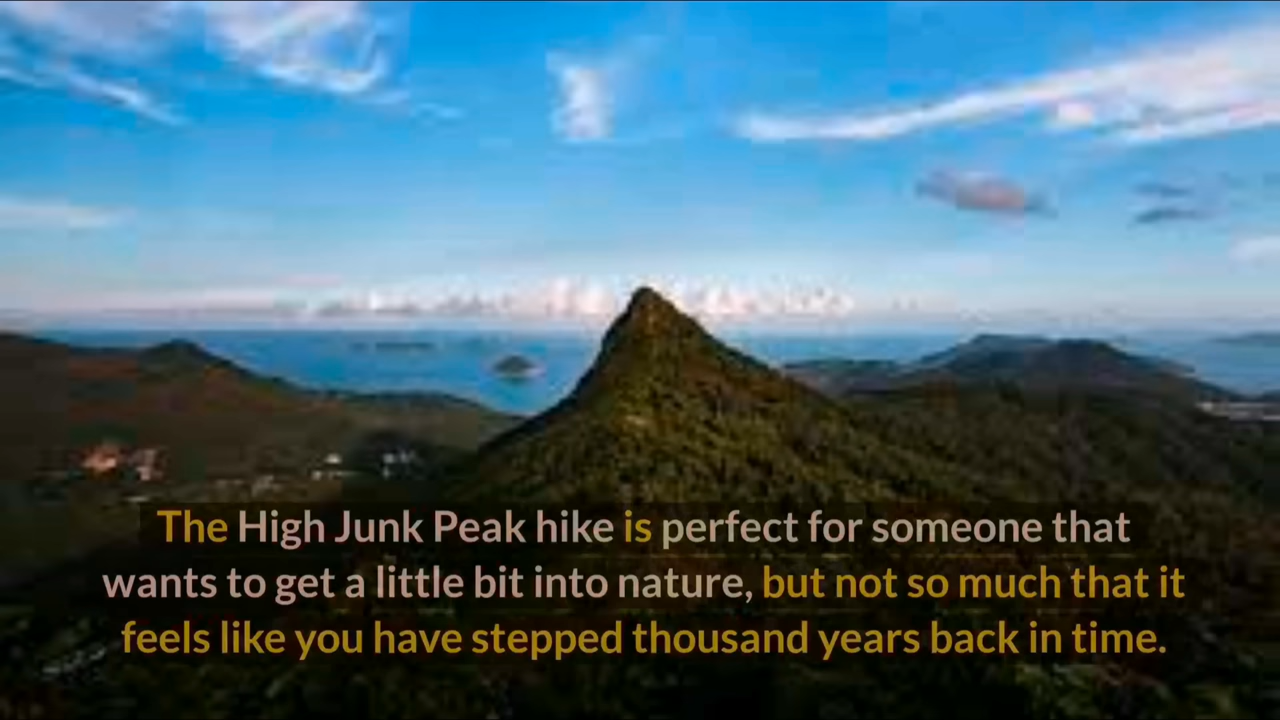 The High Junk Peak hike is perfect for someone that
wants to get a little bit into nature, but not so much that it
feels like you have stepped thousand years back in time.